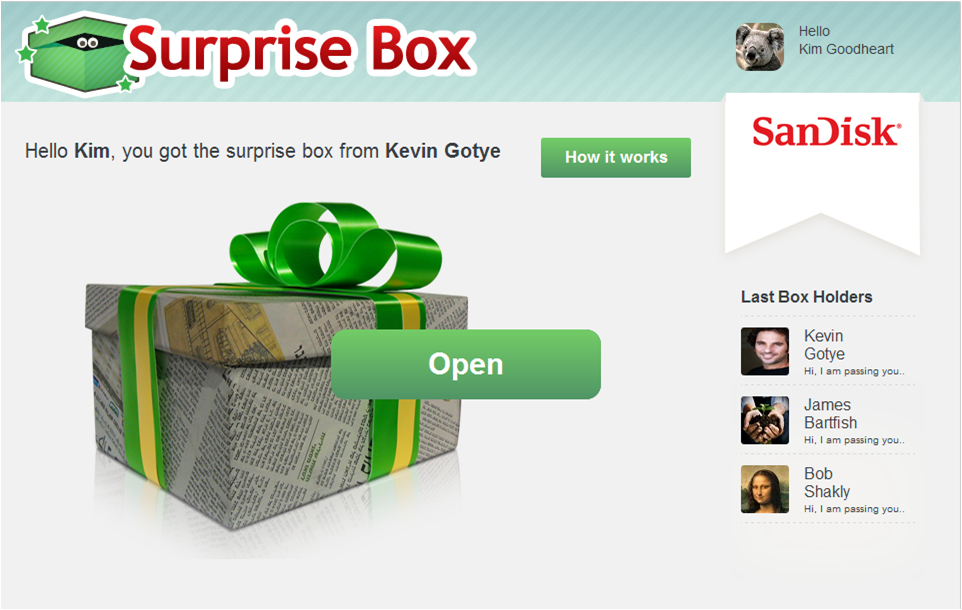 Surprise Box
Hello
Kim Goodheart
SanDisk®
Hello Kim, you got the surprise box from Kevin Gotye
How it works
Open
Last Box Holders
Kevin
Gotye
Hi, I am passing you..
James
Bartfish
Hi, I am passing you..
Bob
Shakly
Hi, I am passing you..